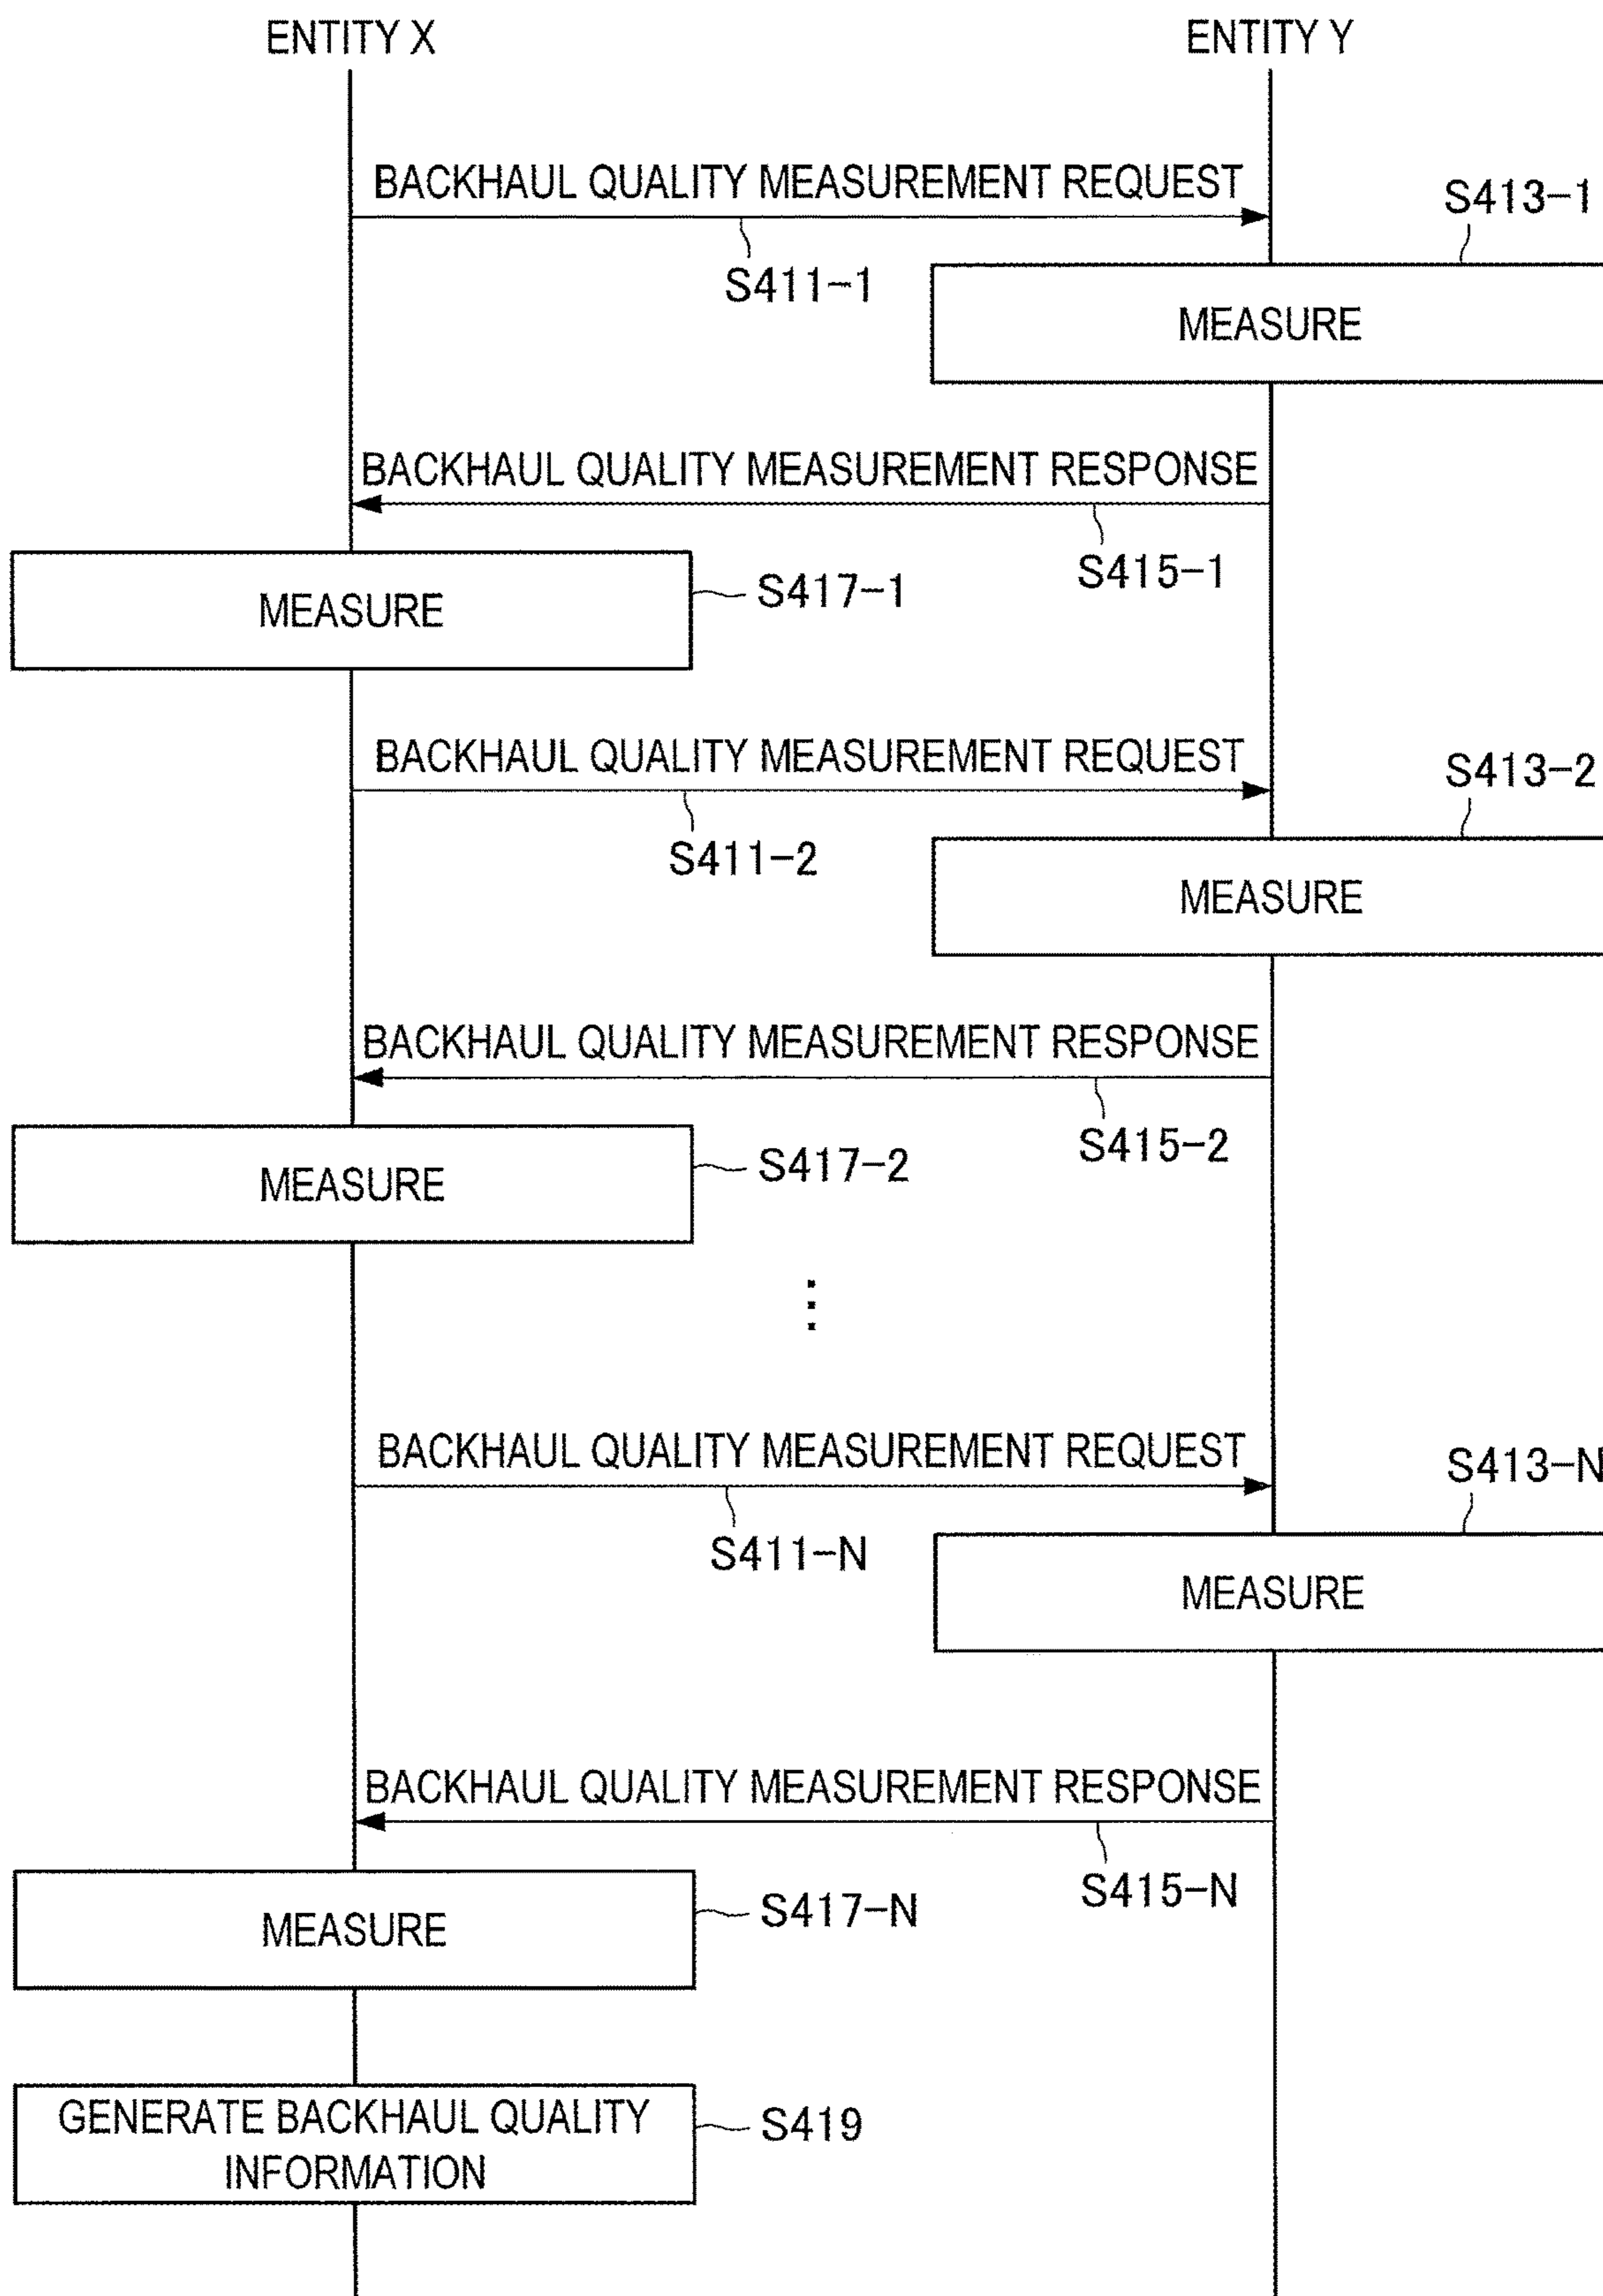 ENTITY X
ENTITY Y
BACKHAUL QUALITY MEASUREMENT REQUEST
S411-1
S413-1
MEASURE
BACKHAUL QUALITY MEASUREMENT RESPONSE
S415-1
MEASURE
S417-1
BACKHAUL QUALITY MEASUREMENT REQUEST
S411-2
S413-2
MEASURE
BACKHAUL QUALITY MEASUREMENT RESPONSE
S415-2
MEASURE
S417-2
⋮
BACKHAUL QUALITY MEASUREMENT REQUEST
S411-N
S413-N
MEASURE
BACKHAUL QUALITY MEASUREMENT RESPONSE
S415-N
MEASURE
S417-N
GENERATE BACKHAUL QUALITY
INFORMATION
S419